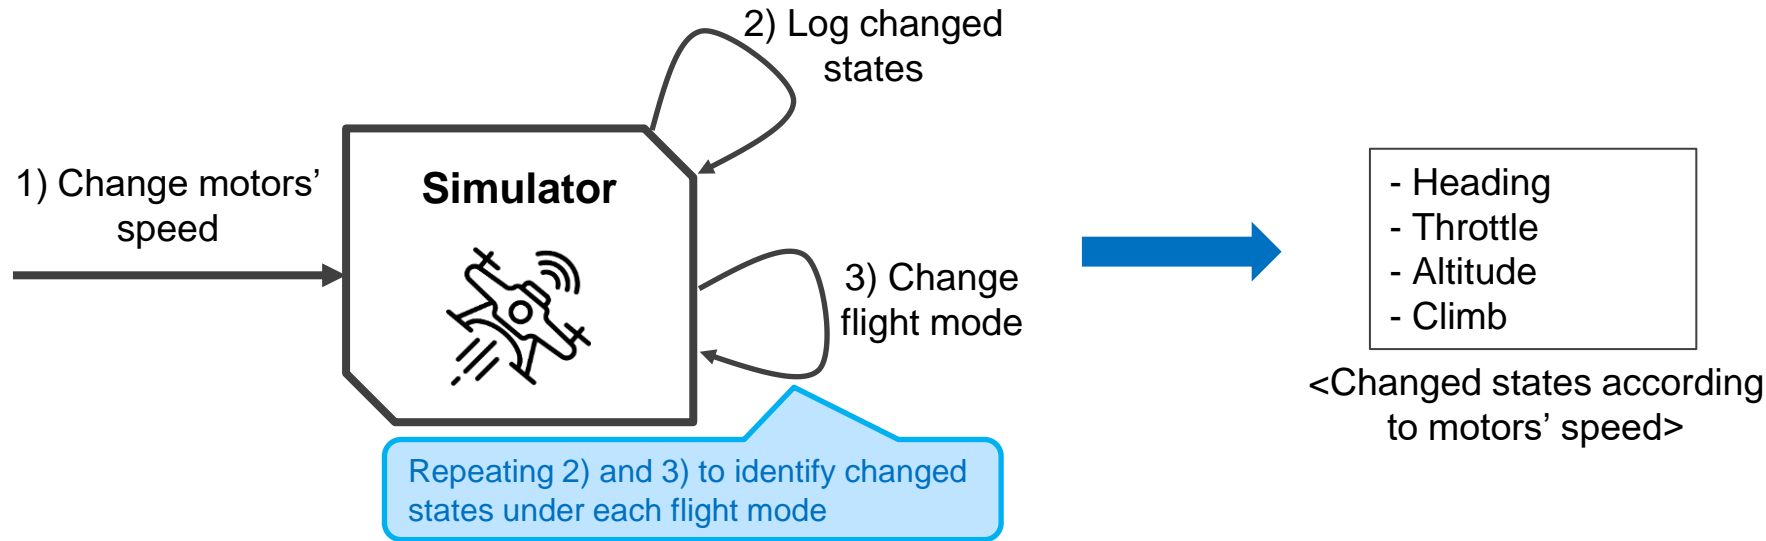 2) Log changed
states
1) Change motors’
speed
Simulator
3) Change
flight mode
Repeating 2) and 3) to identify changed
states under each flight mode
- Heading
- Throttle
- Altitude
- Climb
<Changed states according
to motors’ speed>